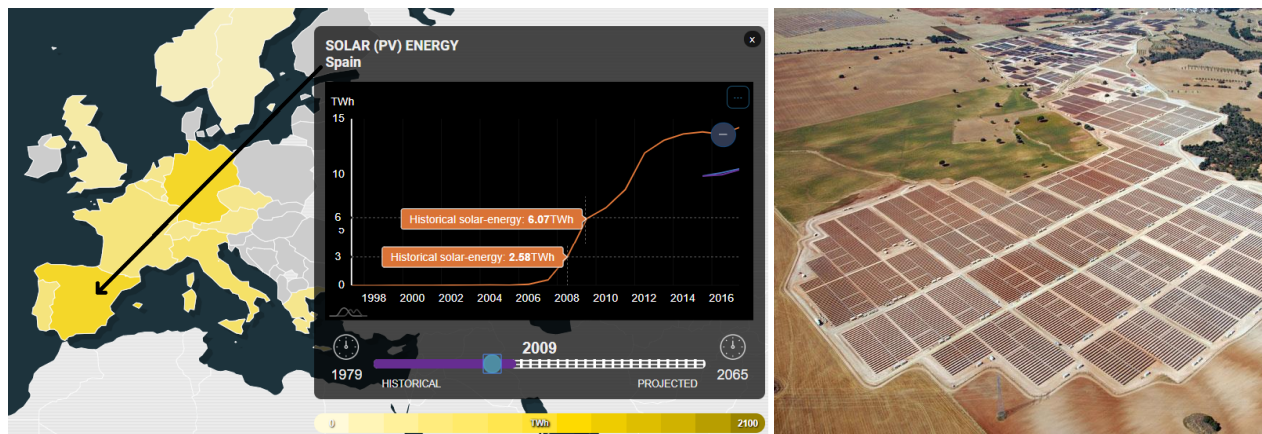 SOLAR (PV) ENERGY
Spain
x
...
TWh
15
10
Historical solar-energy: 6.07TWh
6
5
Historical solar-energy: 2.58TWh
3
0
1998 2000 2002 2004 2006 2008 2010 2012 2014 2016
2009
1979 2065
HISTORICAL PROJECTED
0 TWh 2100